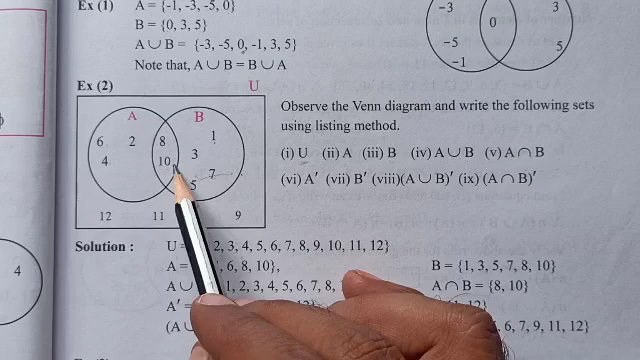 Ex (1) A = {-1, -3, -5, 0}
B = {0, 3, 5}
A ∪ B = {-3, -5, 0, -1, 3, 5}
Note that, A ∪ B = B ∪ A
-3
-5
-1
0
3
5
Ex (2) U
A B
6 2 8 1
4 10 3
7
5
12 11 9
Observe the Venn diagram and write the following sets
using listing method.
(i) U (ii) A (iii) B (iv) A ∪ B (v) A ∩ B
(vi) A′ (vii) B′ (viii) (A ∪ B)′ (ix) (A ∩ B)′
4
Solution : U = 2, 3, 4, 5, 6, 7, 8, 9, 10, 11, 12}
A = , 6, 8, 10}, B = {1, 3, 5, 7, 8, 10}
A ∪ 1, 2, 3, 4, 5, 6, 7, 8, A ∩ B = {8, 10}
A′ = 12}
(A ∪ , 6, 7, 9, 11, 12}